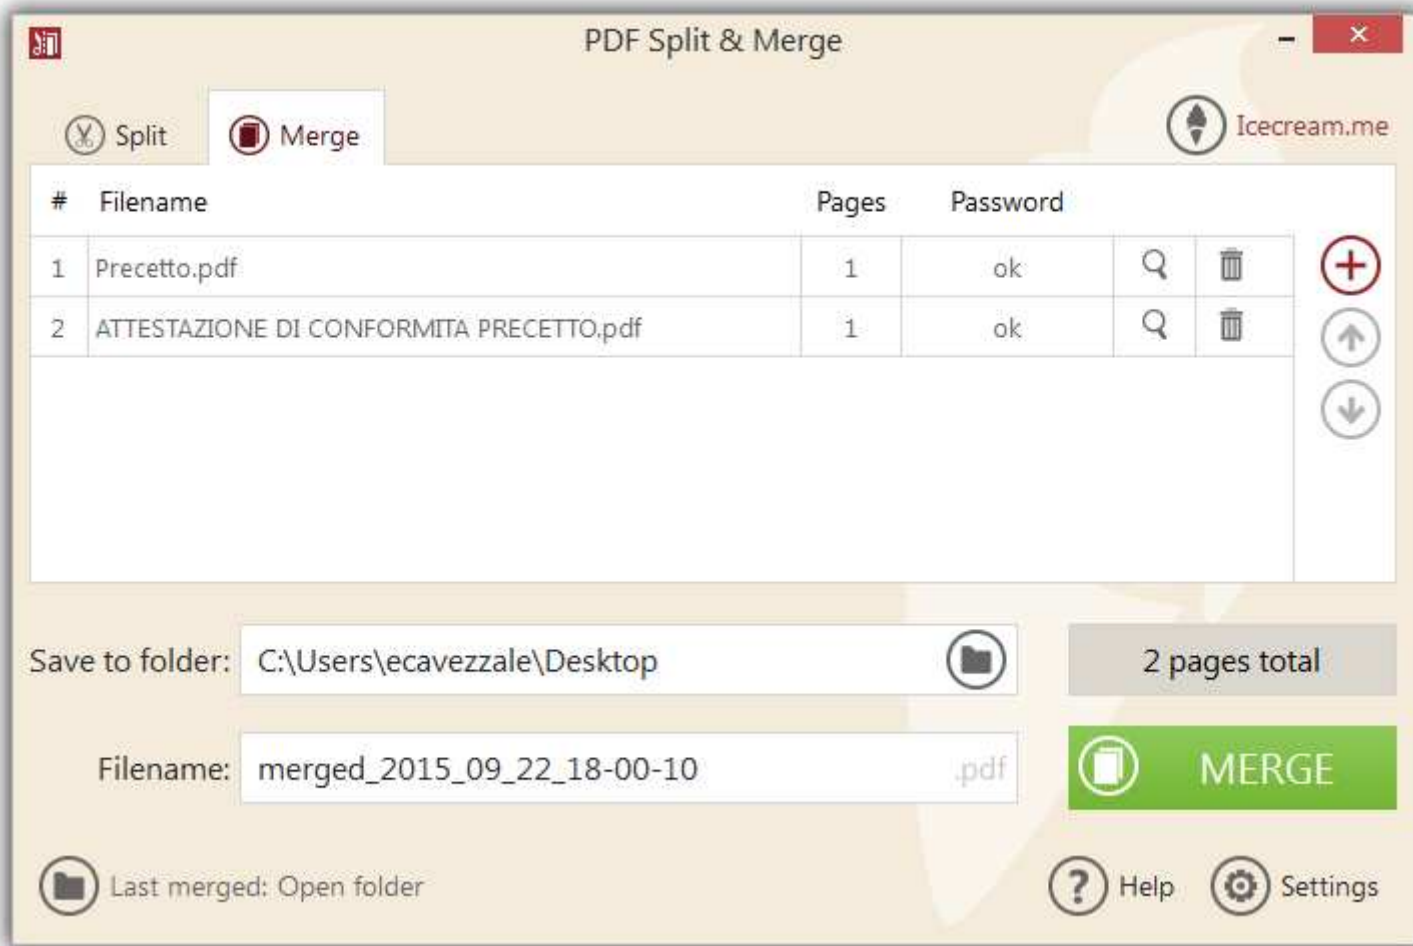 PDF Split & Merge
Split Merge Icecream.me
# Filename Pages Password
1 Precetto.pdf 1 ok
2 ATTESTAZIONE DI CONFORMITA PRECETTO.pdf 1 ok
Save to folder: C:\Users\ecavezzale\Desktop 2 pages total
Filename: merged_2015_09_22_18-00-10 .pdf MERGE
Last merged: Open folder ? Help Settings